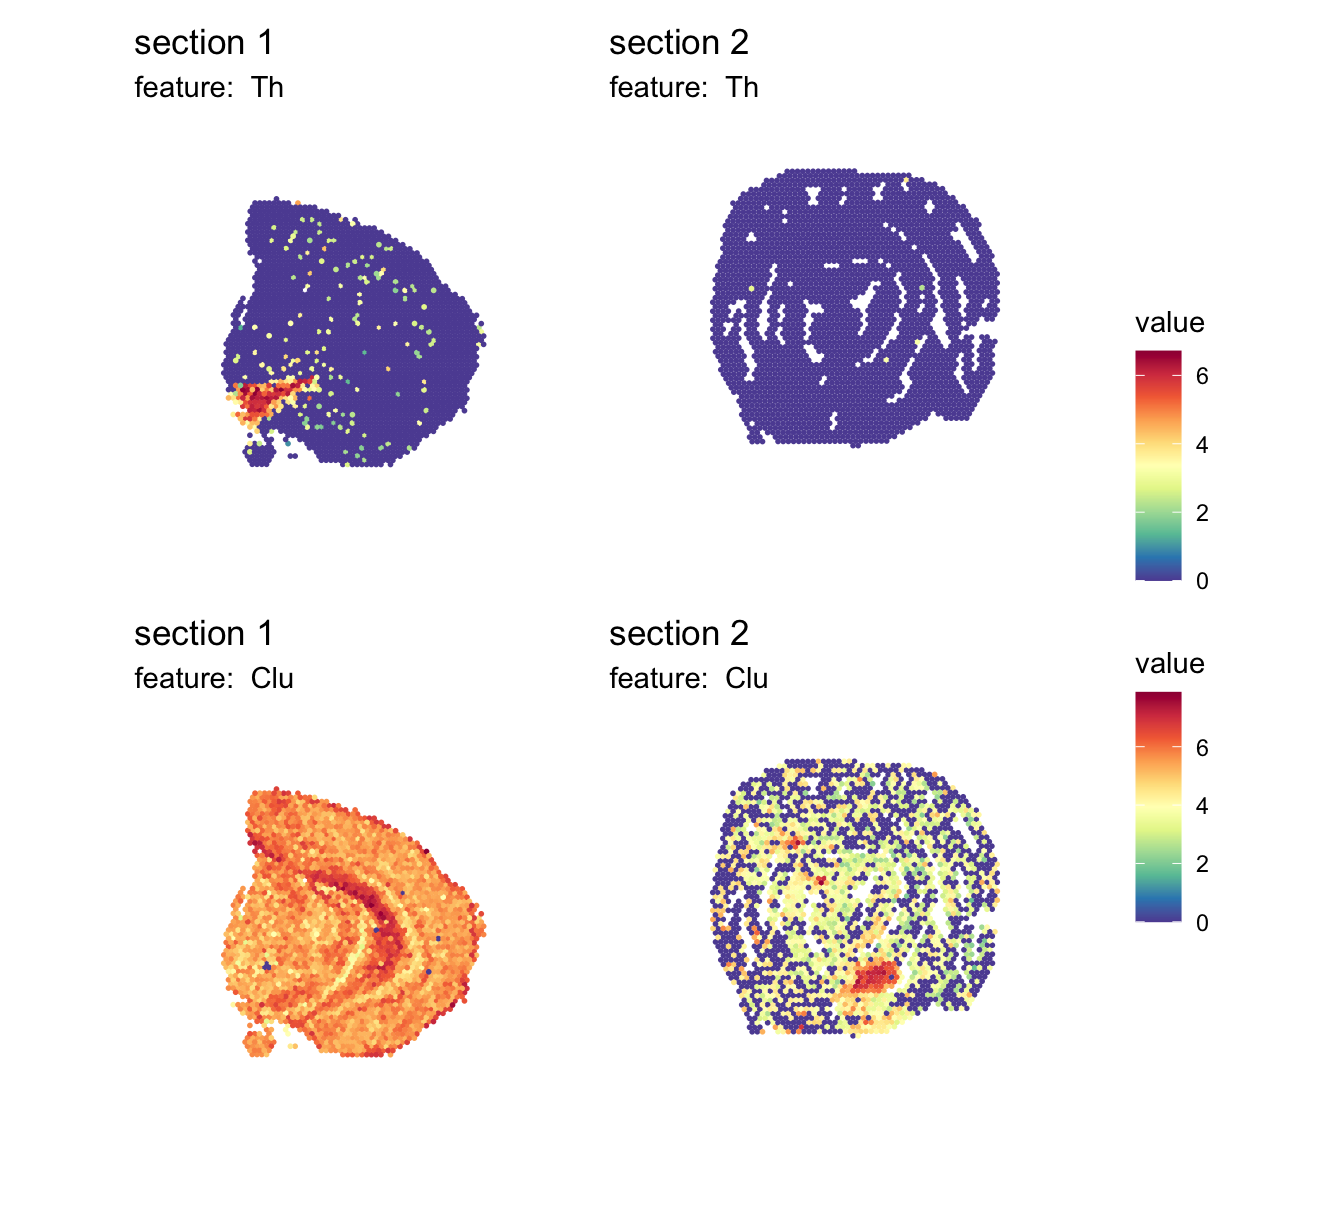 section 1
feature:  Th
section 2
feature:  Th
value
6
4
2
0
section 1
feature:  Clu
section 2
feature:  Clu
value
6
4
2
0